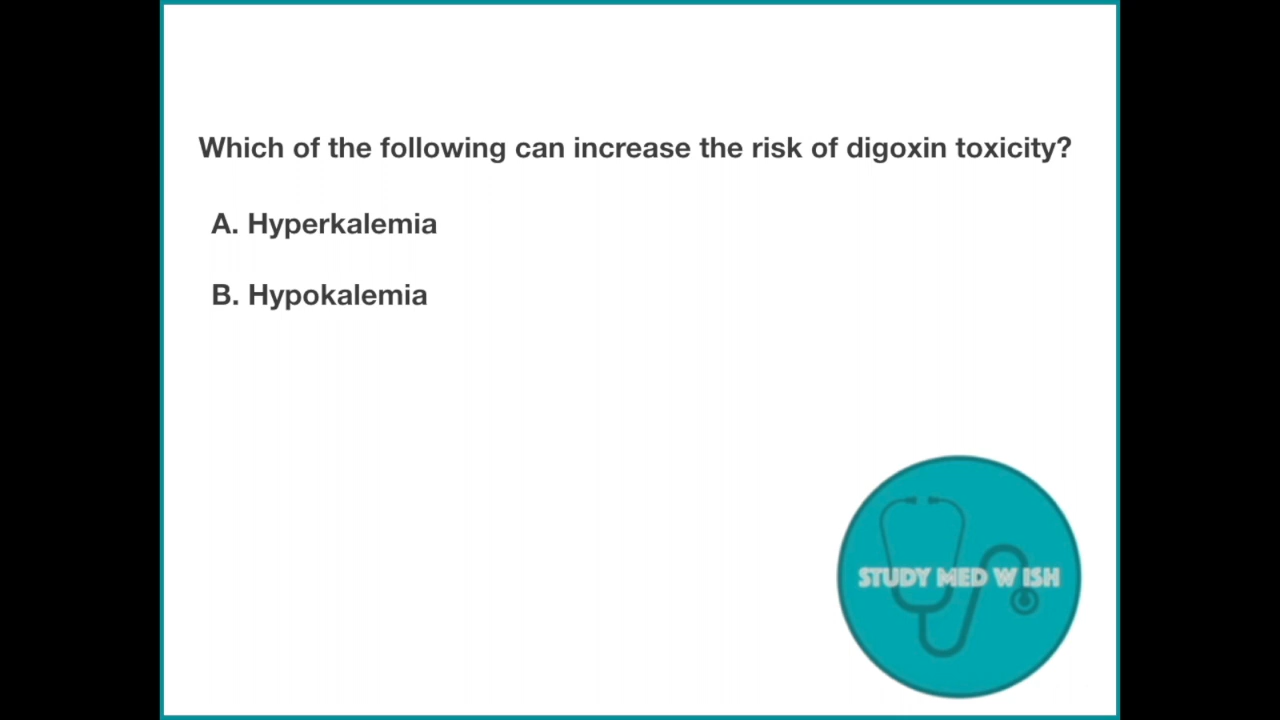 Which of the following can increase the risk of digoxin toxicity?
A. Hyperkalemia
B. Hypokalemia
STUDY MED W ISH